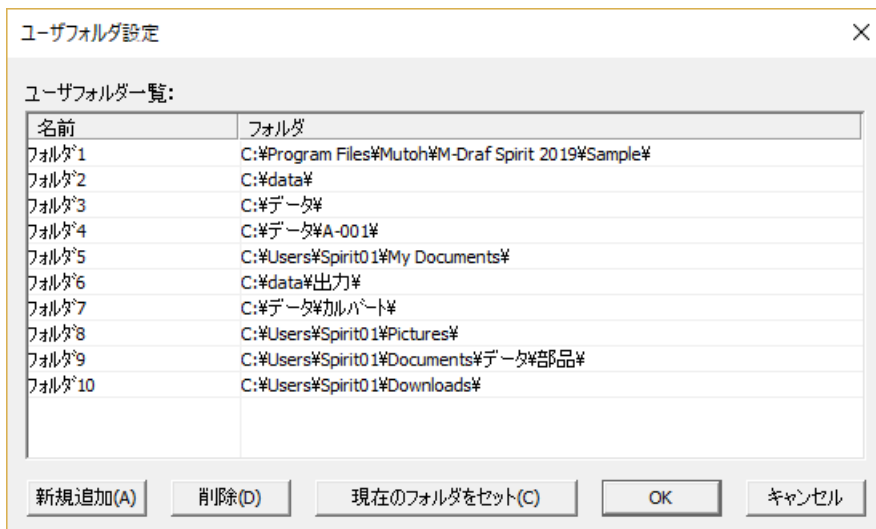 ユーザフォルダ設定
ユーザフォルダ一覧:
名前 フォルダ
ﾌｫﾙﾀﾞ1 C:¥Program Files¥Mutoh¥M-Draf Spirit 2019¥Sample¥
ﾌｫﾙﾀﾞ2 C:¥data¥
ﾌｫﾙﾀﾞ3 C:¥データ¥
ﾌｫﾙﾀﾞ4 C:¥データ¥A-001¥
ﾌｫﾙﾀﾞ5 C:¥Users¥Spirit01¥My Documents¥
ﾌｫﾙﾀﾞ6 C:¥data¥出力¥
ﾌｫﾙﾀﾞ7 C:¥データ¥カルバート¥
ﾌｫﾙﾀﾞ8 C:¥Users¥Spirit01¥Pictures¥
ﾌｫﾙﾀﾞ9 C:¥Users¥Spirit01¥Documents¥データ¥部品¥
ﾌｫﾙﾀﾞ10 C:¥Users¥Spirit01¥Downloads¥
新規追加(A) 削除(D) 現在のフォルダをセット(C) OK キャンセル